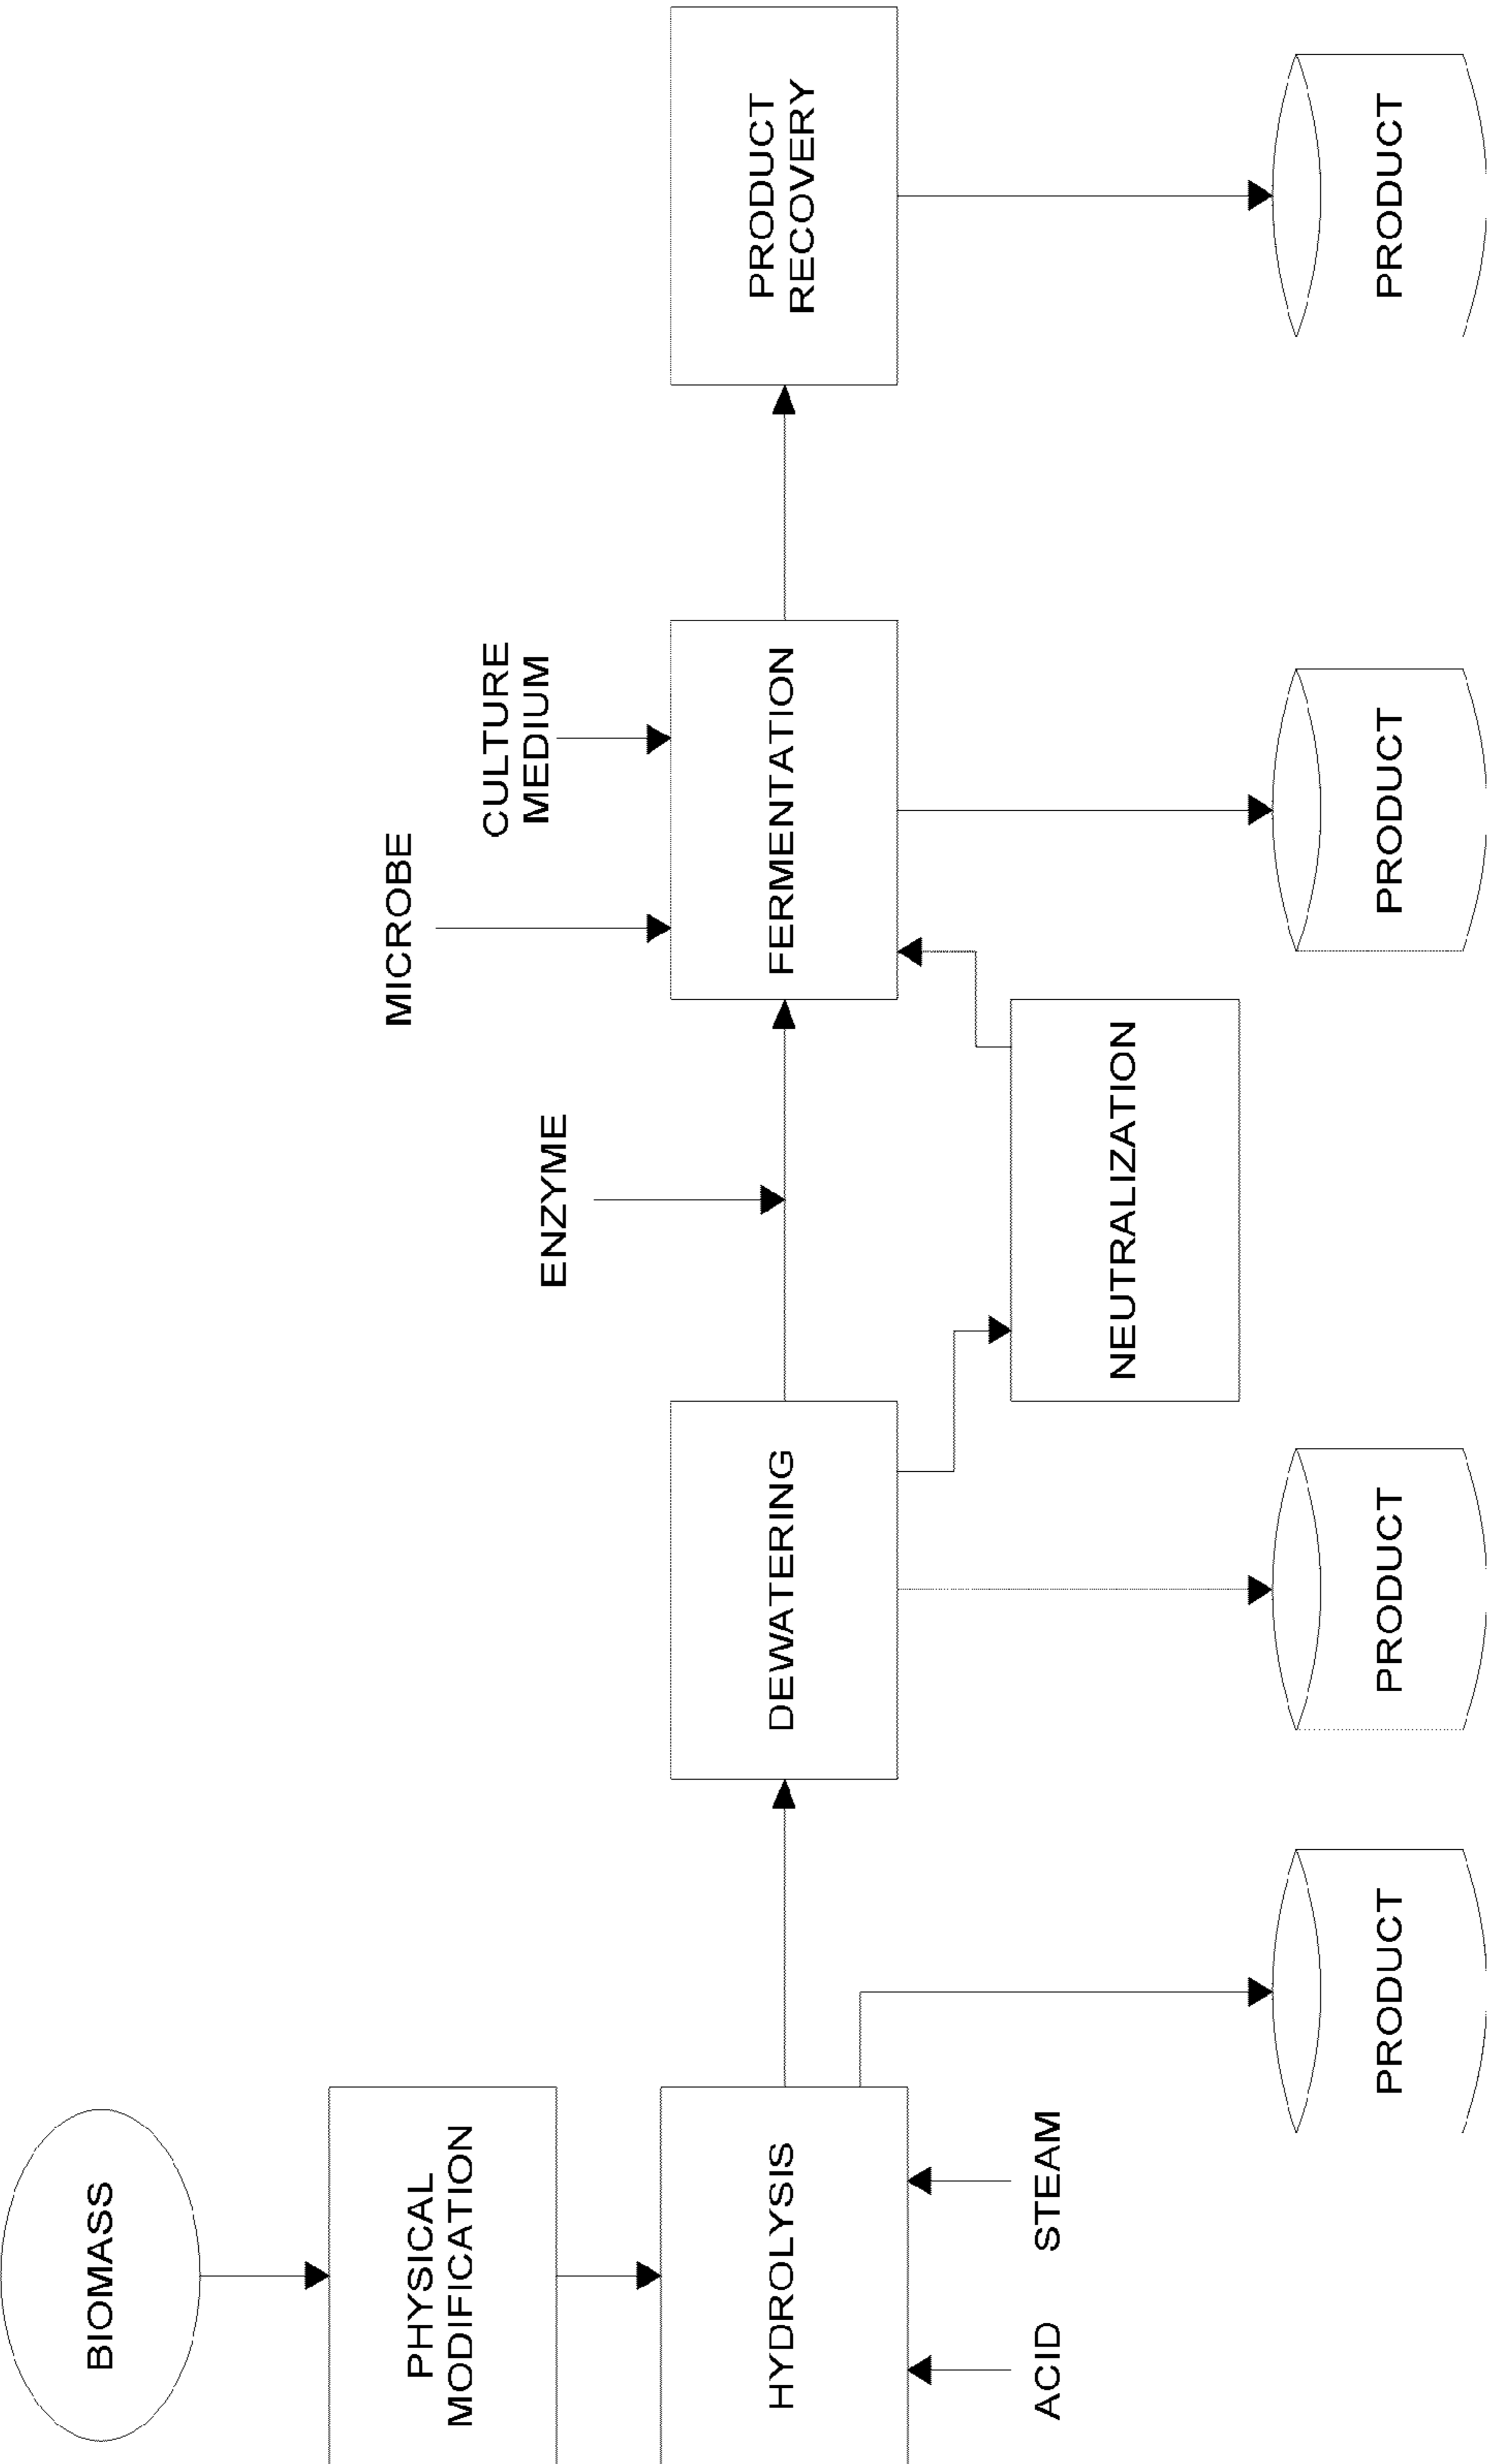 BIOMASS
PHYSICAL
MODIFICATION
HYDROLYSIS
ACID
STEAM
DEWATERING
ENZYME
NEUTRALIZATION
MICROBE
CULTURE
MEDIUM
FERMENTATION
PRODUCT
RECOVERY
PRODUCT
PRODUCT
PRODUCT
PRODUCT